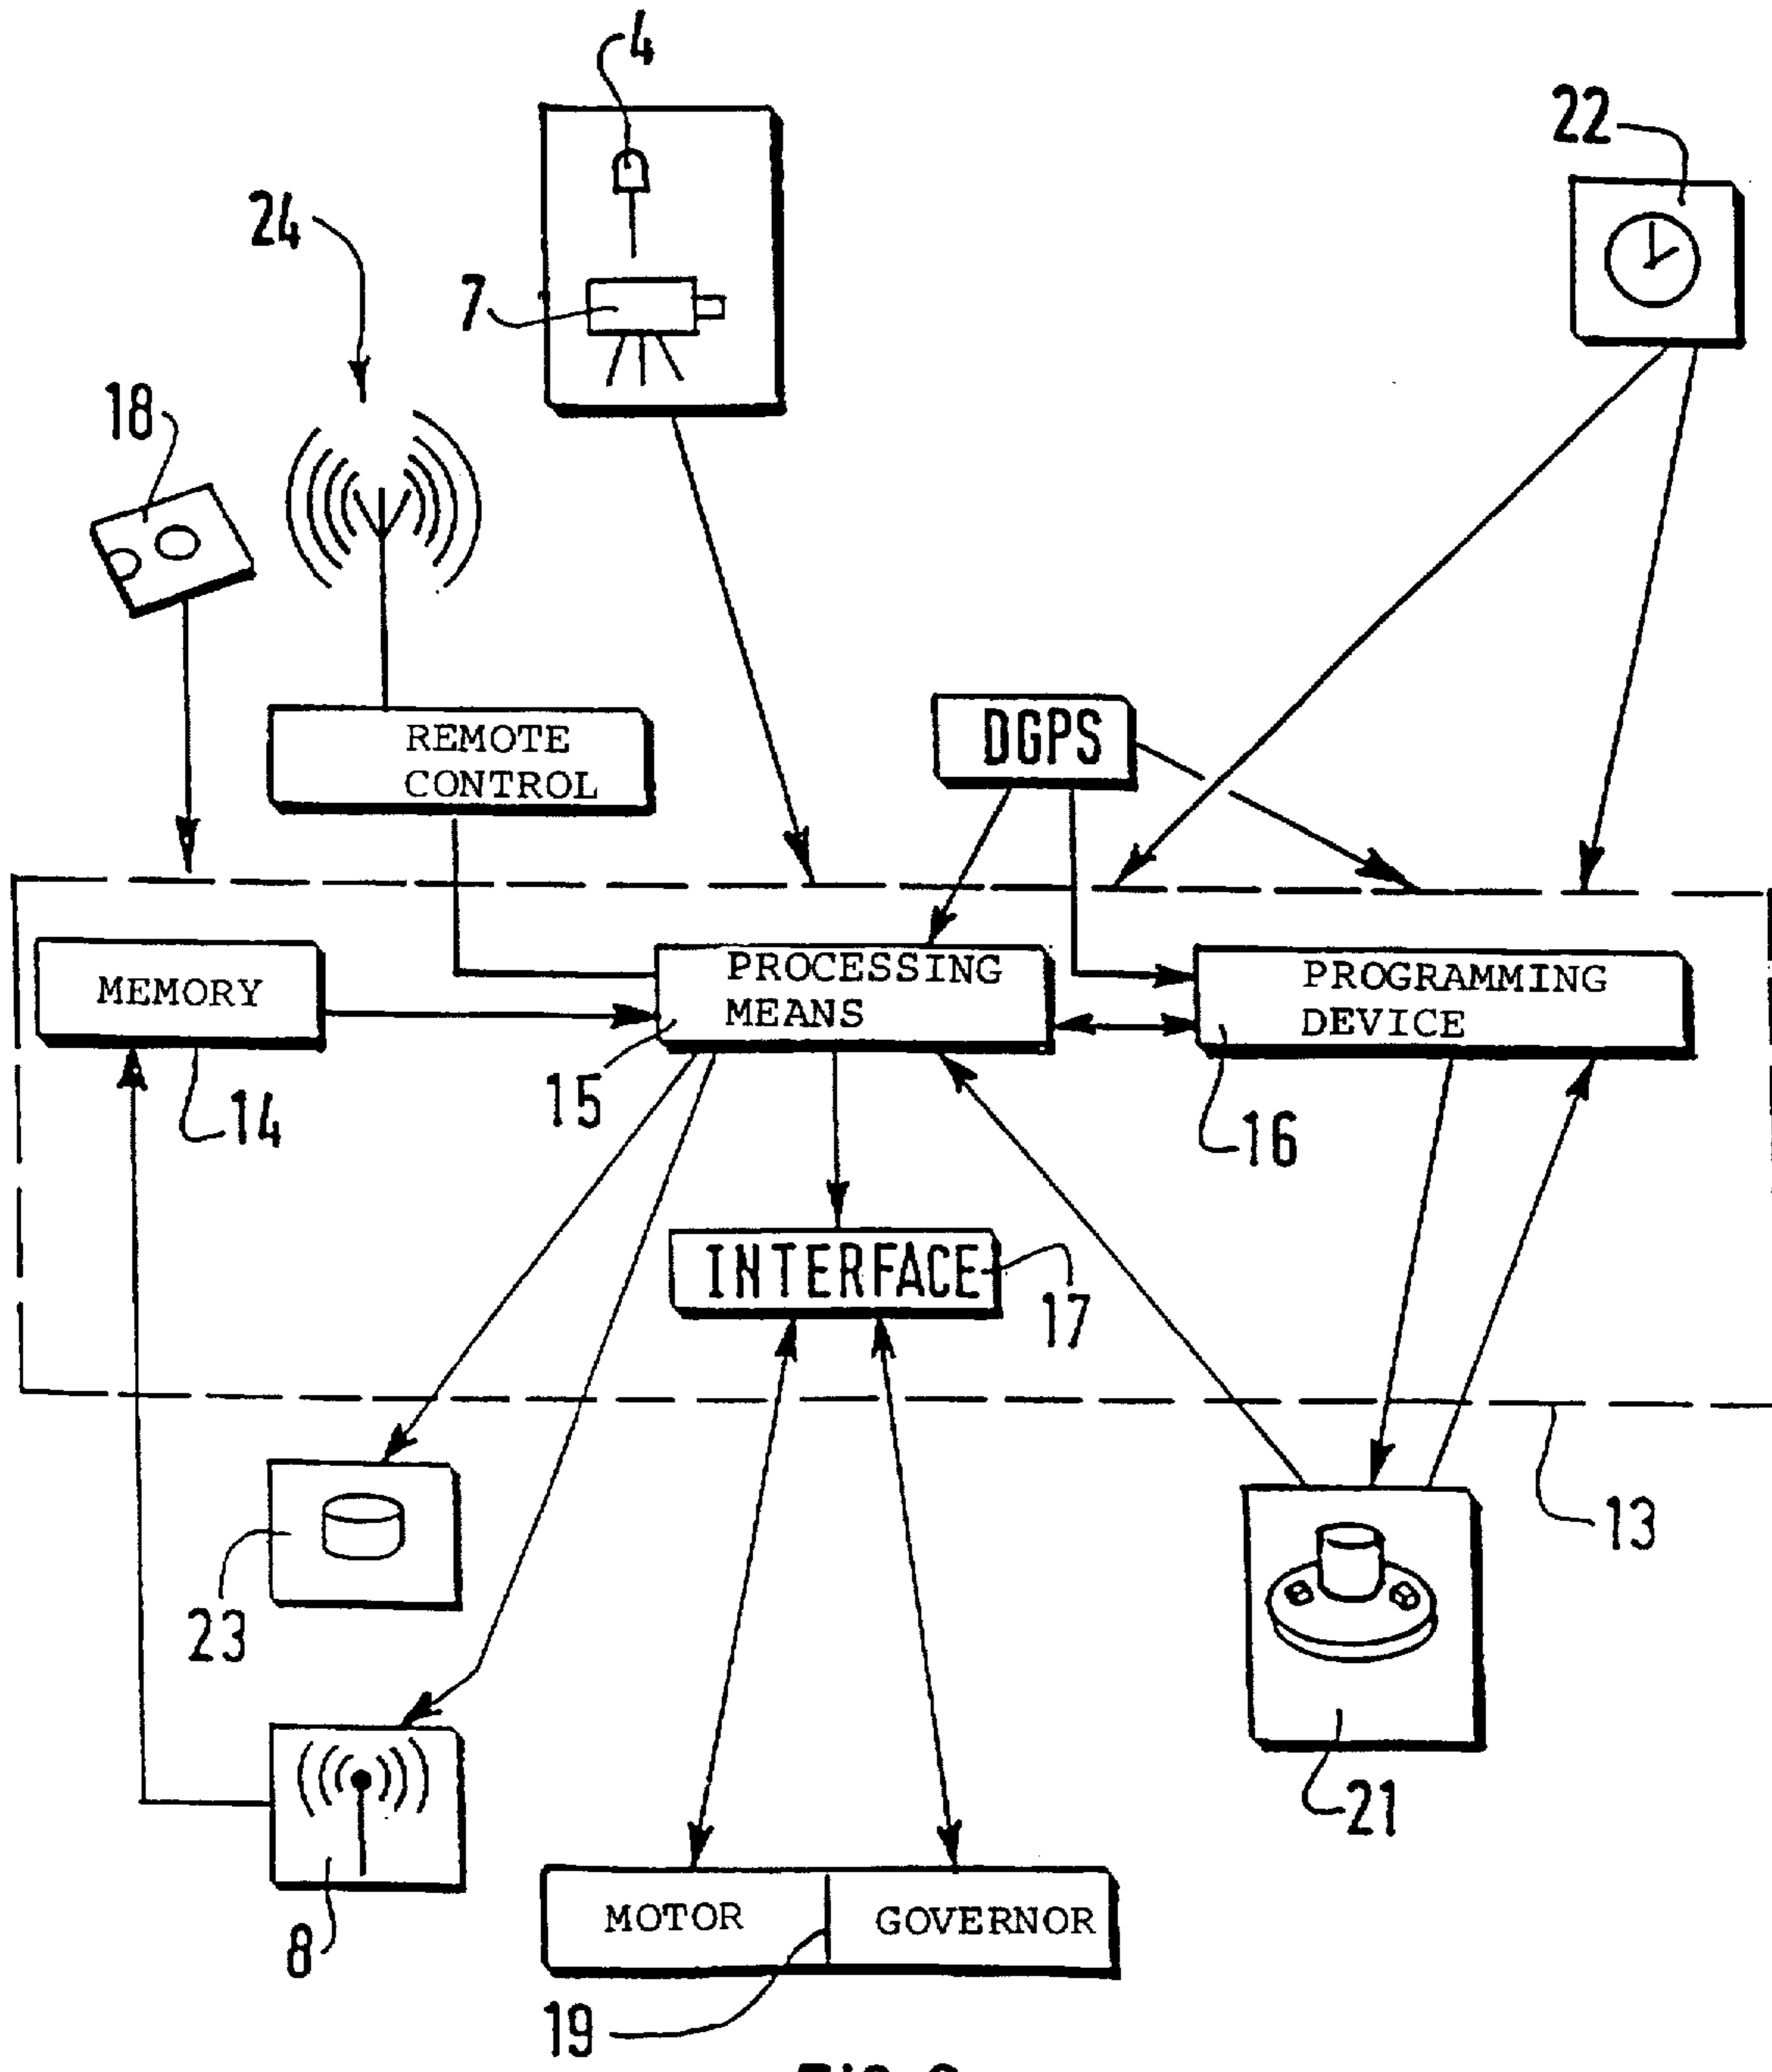 4
22
24
7
18
REMOTE
CONTROL
DGPS
MEMORY
PROCESSING
MEANS
PROGRAMMING
DEVICE
15
14
16
INTERFACE
17
13
23
21
8
MOTOR
GOVERNOR
19